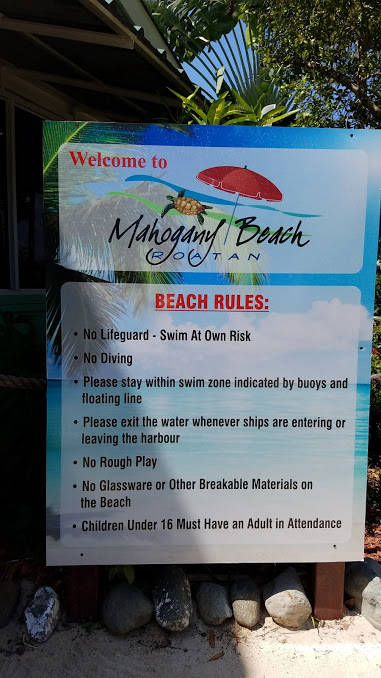 Welcome to
Mahogany Beach
ROATAN
BEACH RULES:
• No Lifeguard - Swim At Own Risk
• No Diving
• Please stay within swim zone indicated by buoys and
floating line
• Please exit the water whenever ships are entering or
leaving the harbour
• No Rough Play
• No Glassware or Other Breakable Materials on
the Beach
• Children Under 16 Must Have an Adult in Attendance